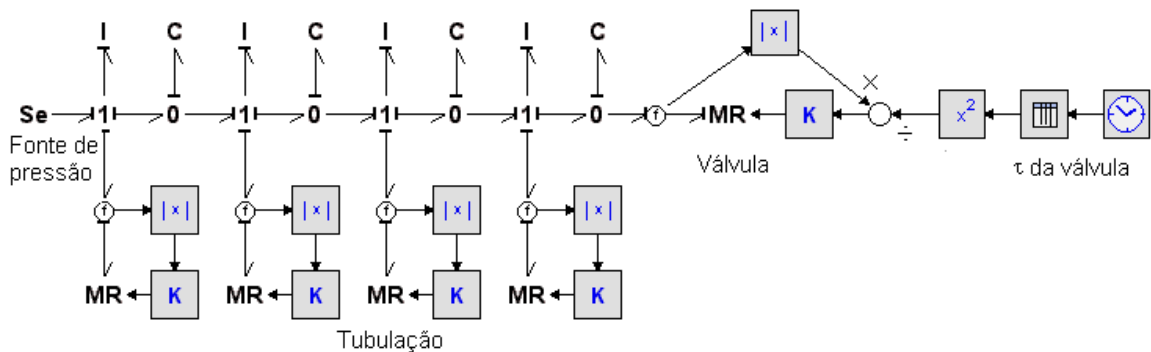 I C I C I C I C
|x|
×
Se 1 0 1 0 1 0 1 0 f MR K ÷ x² 
Fonte de
pressão
Válvula
τ da válvula
f |x| f |x| f |x| f |x|
MR K MR K MR K MR K
Tubulação